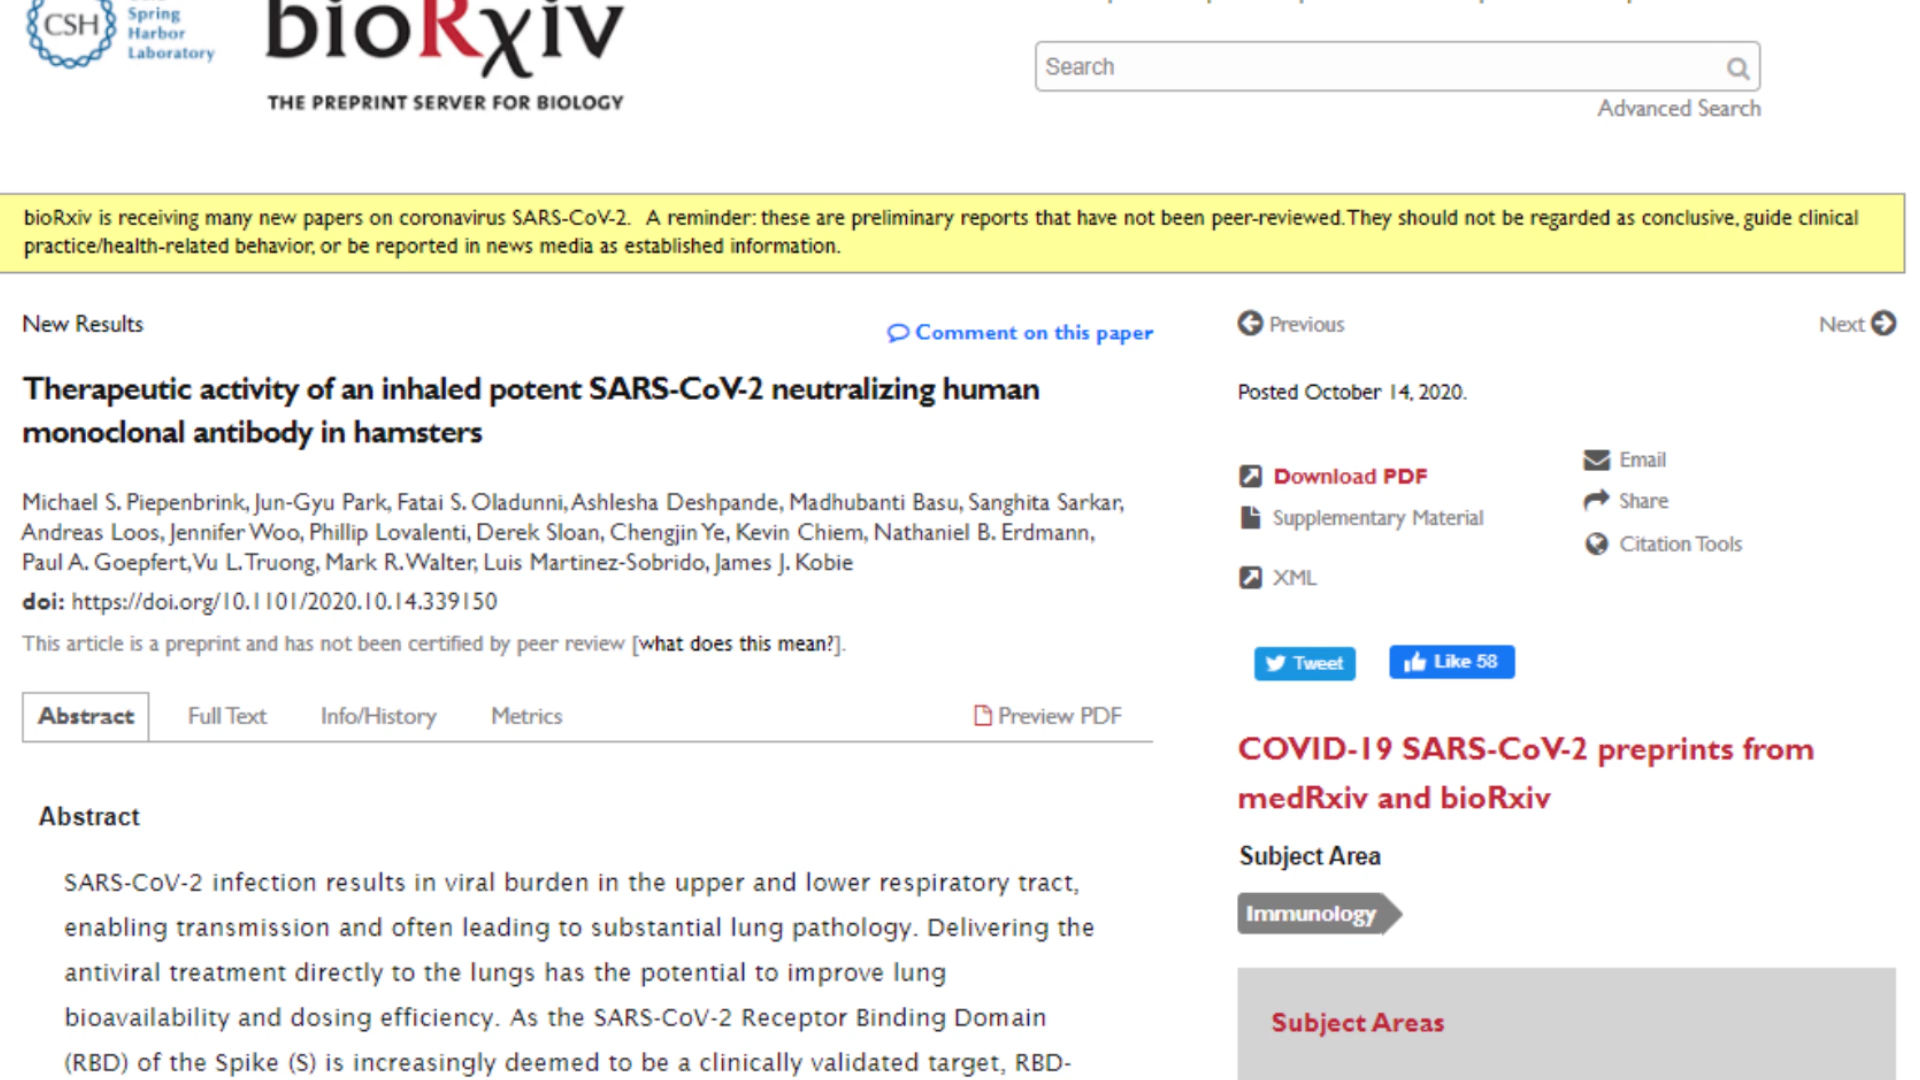 CSH
Spring
Harbor
Laboratory
bioRxiv
THE PREPRINT SERVER FOR BIOLOGY
Search
Advanced Search
bioRxiv is receiving many new papers on coronavirus SARS-CoV-2. A reminder: these are preliminary reports that have not been peer-reviewed. They should not be regarded as conclusive, guide clinical
practice/health-related behavior, or be reported in news media as established information.
New Results
Comment on this paper
Therapeutic activity of an inhaled potent SARS-CoV-2 neutralizing human
monoclonal antibody in hamsters
Michael S. Piepenbrink, Jun-Gyu Park, Fatai S. Oladunni, Ashlesha Deshpande, Madhubanti Basu, Sanghita Sarkar,
Andreas Loos, Jennifer Woo, Phillip Lovalenti, Derek Sloan, Chengjin Ye, Kevin Chiem, Nathaniel B. Erdmann,
Paul A. Goepfert, Vu L. Truong, Mark R. Walter, Luis Martinez-Sobrido, James J. Kobie
doi: https://doi.org/10.1101/2020.10.14.339150
This article is a preprint and has not been certified by peer review [what does this mean?].
Abstract Full Text Info/History Metrics Preview PDF
Abstract
SARS-CoV-2 infection results in viral burden in the upper and lower respiratory tract,
enabling transmission and often leading to substantial lung pathology. Delivering the
antiviral treatment directly to the lungs has the potential to improve lung
bioavailability and dosing efficiency. As the SARS-CoV-2 Receptor Binding Domain
(RBD) of the Spike (S) is increasingly deemed to be a clinically validated target, RBD-
Previous Next
Posted October 14, 2020.
Download PDF
Supplementary Material
XML
Email
Share
Citation Tools
Tweet
Like 58
COVID-19 SARS-CoV-2 preprints from
medRxiv and bioRxiv
Subject Area
Immunology
Subject Areas